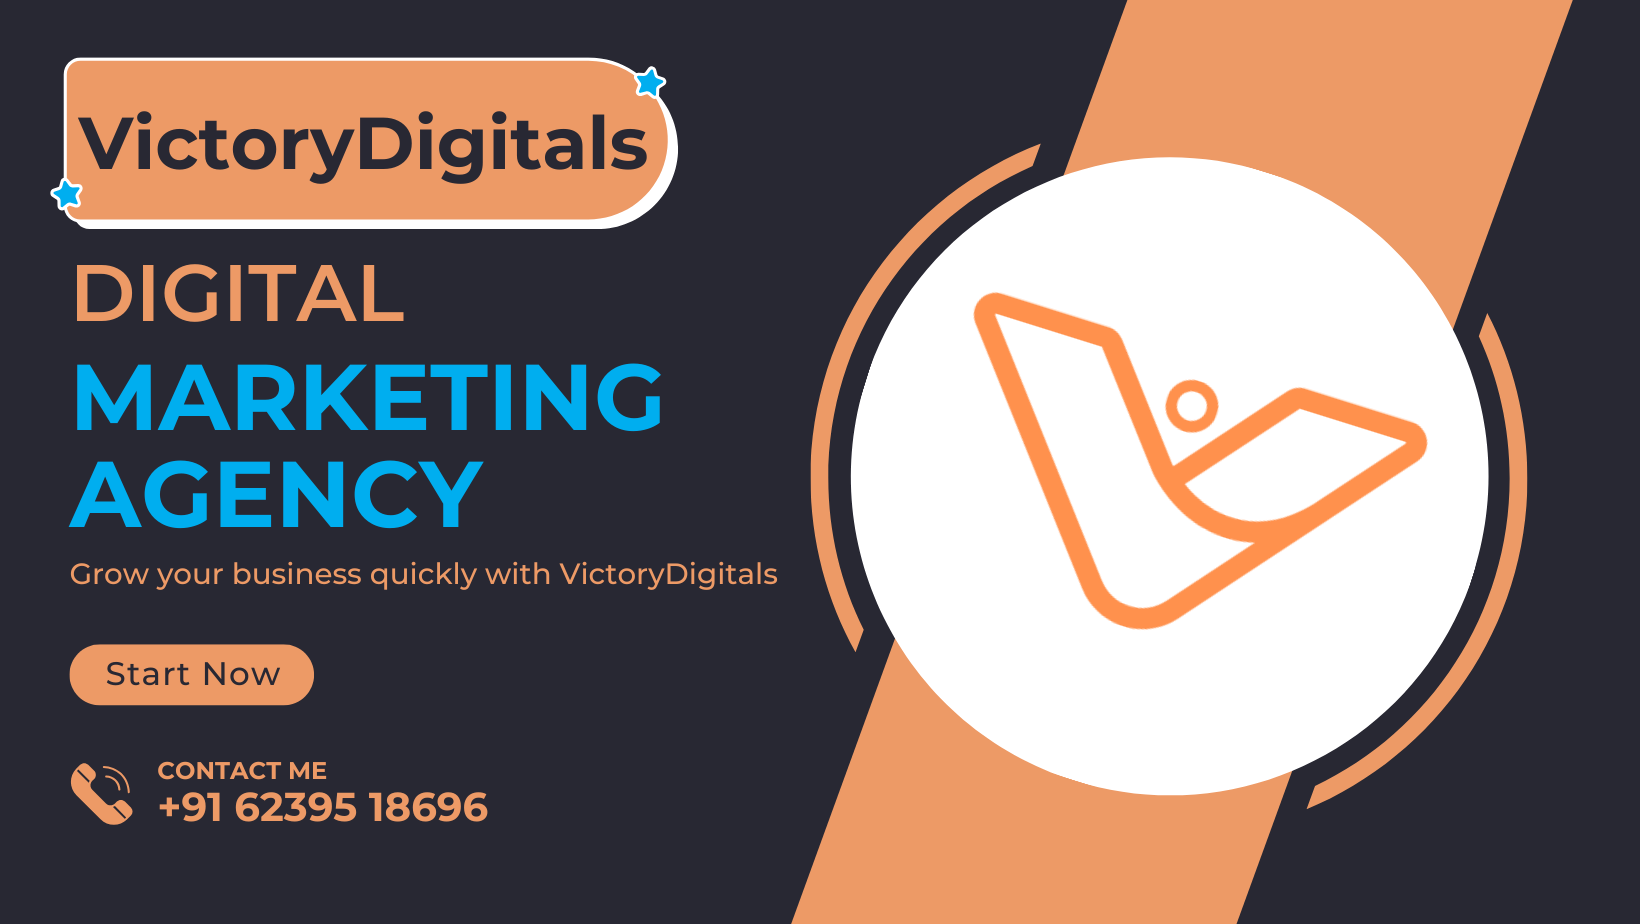 VictoryDigitals
DIGITAL
MARKETING
AGENCY
Grow your business quickly with VictoryDigitals
Start Now
CONTACT ME
+91 62395 18696